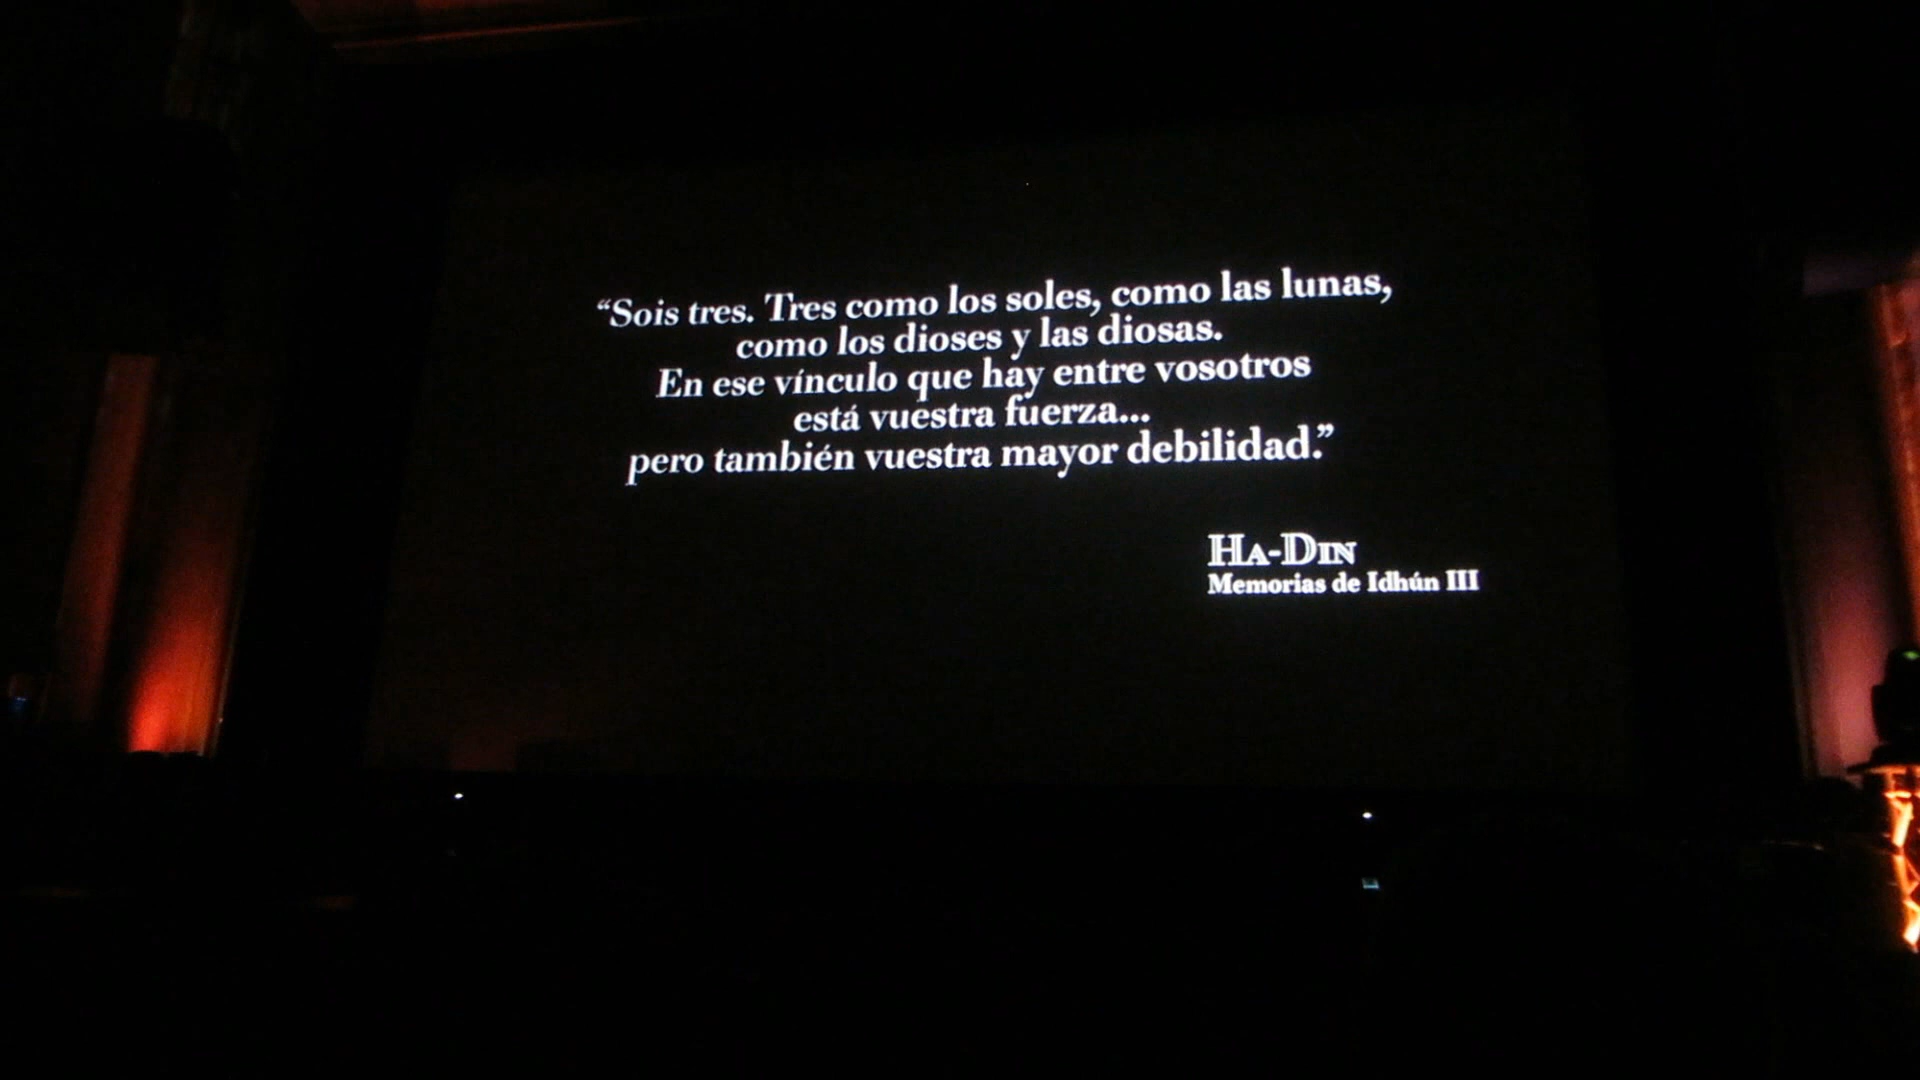 “Sois tres. Tres como los soles, como las lunas,
como los dioses y las diosas.
En ese vínculo que hay entre vosotros
está vuestra fuerza...
pero también vuestra mayor debilidad.”
HA-DIN
Memorias de Idhún III